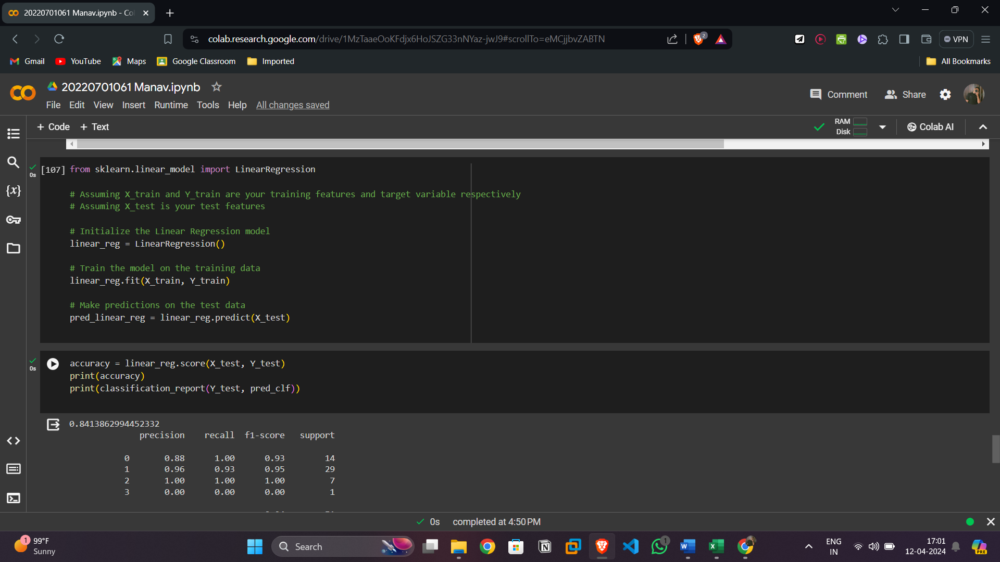 20220701061 Manav.ipynb - Co
colab.research.google.com/drive/1MzTaaeOoKFdjx6HoJSZG33nNYaz-jwJ9#scrollTo=eMCjjbvZABTN
2
VPN
Gmail
YouTube
Maps
Google Classroom
Imported
All Bookmarks
20220701061 Manav.ipynb
Comment
Share
File Edit View Insert Runtime Tools Help All changes saved
+ Code + Text
RAM
Disk
Colab AI
{x}
0s
[107] from sklearn.linear_model import LinearRegression
# Assuming X_train and Y_train are your training features and target variable respectively
# Assuming X_test is your test features
# Initialize the Linear Regression model
linear_reg = LinearRegression()
# Train the model on the training data
linear_reg.fit(X_train, Y_train)
# Make predictions on the test data
pred_linear_reg = linear_reg.predict(X_test)
0s
accuracy = linear_reg.score(X_test, Y_test)
print(accuracy)
print(classification_report(Y_test, pred_clf))
0.8413862994452332
precision recall f1-score support
0 0.88 1.00 0.93 14
1 0.96 0.93 0.95 29
2 1.00 1.00 1.00 7
3 0.00 0.00 0.00 1
0s completed at 4:50 PM
1
99°F
Sunny
Search
1
ENG
IN
17:01
12-04-2024
PRE